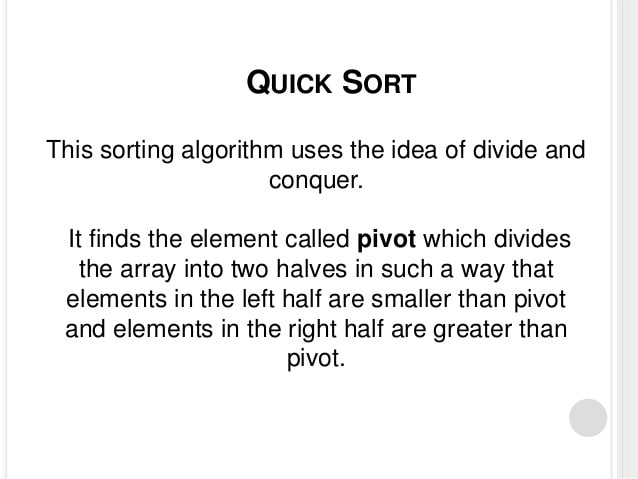 QUICK SORT
This sorting algorithm uses the idea of divide and
conquer.
It finds the element called pivot which divides
the array into two halves in such a way that
elements in the left half are smaller than pivot
and elements in the right half are greater than
pivot.